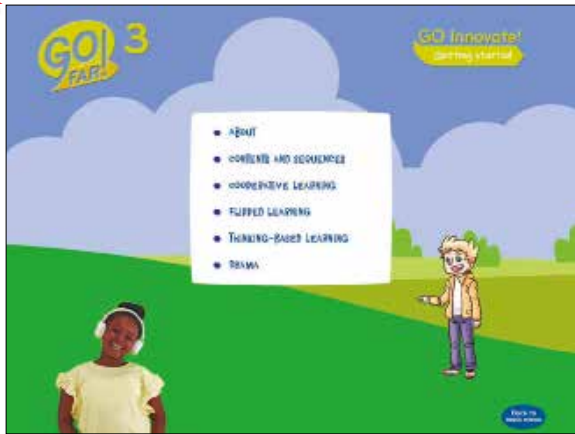 GO!
FAR!
3
GO Innovate!
Getting started
ABOUT
CONTENTS AND SEQUENCES
COOPERATIVE LEARNING
FLIPPED LEARNING
THINKING-BASED LEARNING
DRAMA
BACK TO